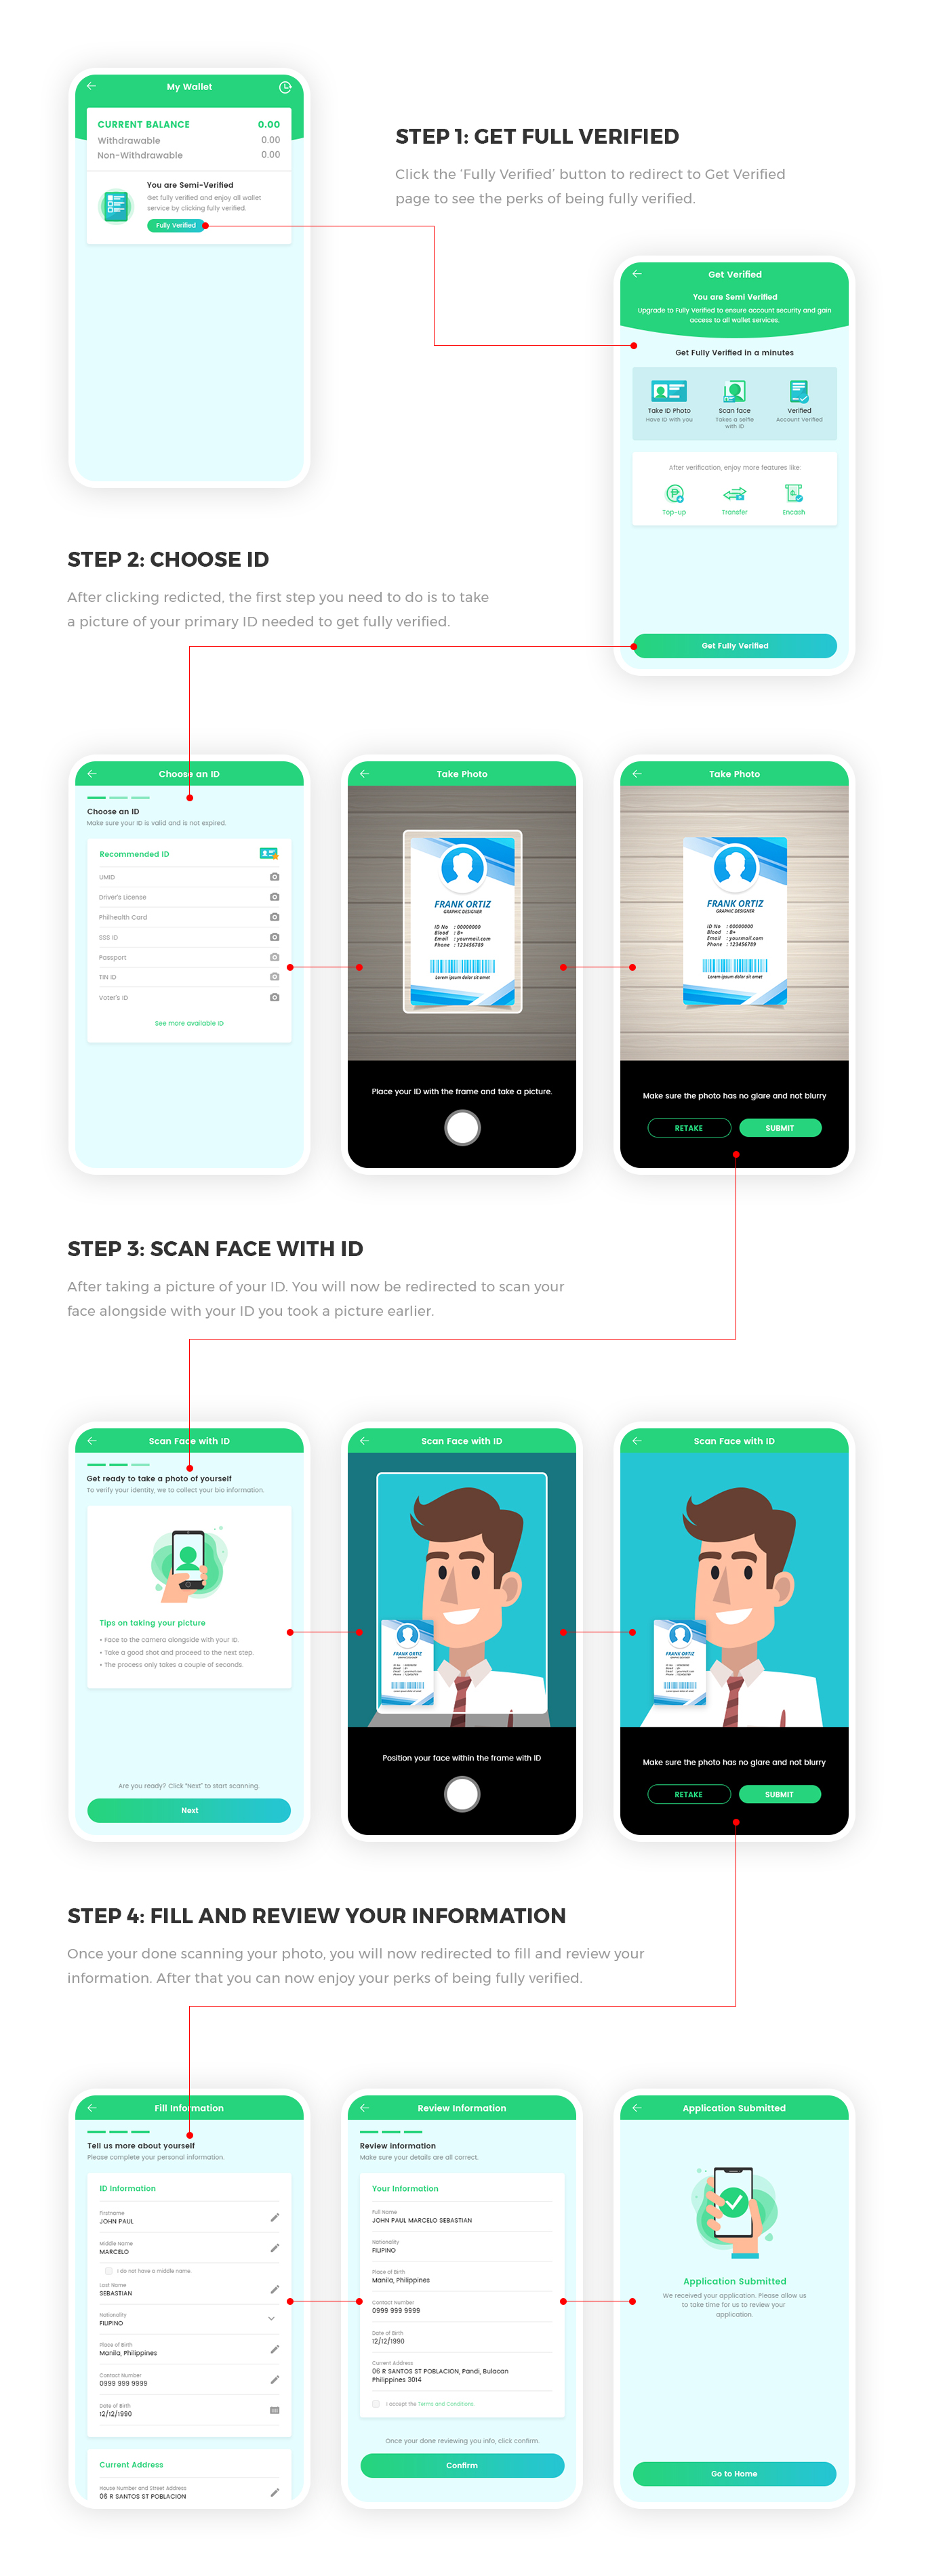 My Wallet
CURRENT BALANCE 0.00
Withdrawable 0.00
Non-Withdrawable 0.00
You are Semi-Verified
Get fully verified and enjoy all wallet
service by clicking fully verified.
Fully Verified
STEP 1: GET FULL VERIFIED
Click the ‘Fully Verified’ button to redirect to Get Verified
page to see the perks of being fully verified.
Get Verified
You are Semi Verified
Upgrade to Fully Verified to ensure account security and gain
access to all wallet services.
Get Fully Verified in a minutes
Take ID Photo Scan face Verified
Have ID with you Takes a selfie Account Verified
with ID
After verification, enjoy more features like:
Top-up Transfer Encash
Get Fully Verified
STEP 2: CHOOSE ID
After clicking redicted, the first step you need to do is to take
a picture of your primary ID needed to get fully verified.
Choose an ID
Choose an ID
Make sure your ID is valid and is not expired.
Recommended ID
UMID
Driver's License
Philhealth Card
SSS ID
Passport
TIN ID
Voter's ID
See more available ID
Take Photo
FRANK ORTIZ
GRAPHIC DESIGNER
ID No : 00000000
Blood : B+
Email : yourmail.com
Phone : 123456789
Lorem ipsum dolor sit amet
Place your ID with the frame and take a picture.
Take Photo
FRANK ORTIZ
GRAPHIC DESIGNER
ID No : 00000000
Blood : B+
Email : yourmail.com
Phone : 123456789
Lorem ipsum dolor sit amet
Make sure the photo has no glare and not blurry
RETAKE SUBMIT
STEP 3: SCAN FACE WITH ID
After taking a picture of your ID. You will now be redirected to scan your
face alongside with your ID you took a picture earlier.
Scan Face with ID
Get ready to take a photo of yourself
To verify your identity, we to collect your bio information.
Tips on taking your picture
• Face to the camera alongside with your ID.
• Take a good shot and proceed to the next step.
• The process only takes a couple of seconds.
Are you ready? Click "Next" to start scanning.
Next
Scan Face with ID
FRANK ORTIZ
Position your face within the frame with ID
Scan Face with ID
FRANK ORTIZ
Make sure the photo has no glare and not blurry
RETAKE SUBMIT
STEP 4: FILL AND REVIEW YOUR INFORMATION
Once your done scanning your photo, you will now redirected to fill and review your
information. After that you can now enjoy your perks of being fully verified.
Fill Information
Tell us more about yourself
Please complete your personal information.
ID Information
Firstname
JOHN PAUL
Middle Name
MARCELO
I do not have a middle name.
Last Name
SEBASTIAN
Nationality
FILIPINO
Place of Birth
Manila, Philippines
Contact Number
0999 999 9999
Date of Birth
12/12/1990
Current Address
House Number and Street Address
06 R SANTOS ST POBLACION
Review Information
Review information
Make sure your details are all correct.
Your Information
Full Name
JOHN PAUL MARCELO SEBASTIAN
Nationality
FILIPINO
Place of Birth
Manila, Philippines
Contact Number
0999 999 9999
Date of Birth
12/12/1990
Current Address
06 R SANTOS ST POBLACION, Pandi, Bulacan
Philippines 3014
I accept the Terms and Conditions
Once your done reviewing you info, click confirm.
Confirm
Application Submitted
Application Submitted
We received your application. Please allow us
to take time for us to review your
application.
Go to Home